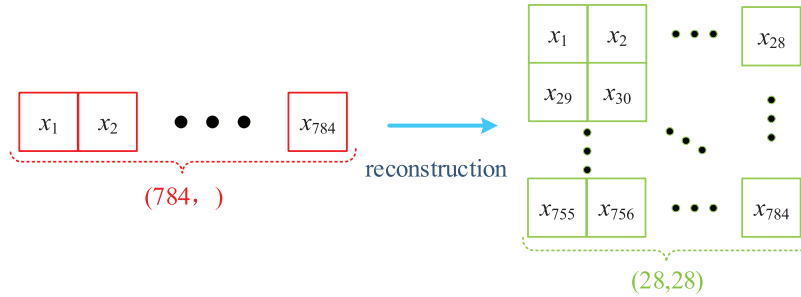 x₁ x₂ ••• x₇₈₄
(784, )
reconstruction
x₁ x₂ ••• x₂₈
x₂₉ x₃₀
x₇₅₅ x₇₅₆ ••• x₇₈₄
(28,28)